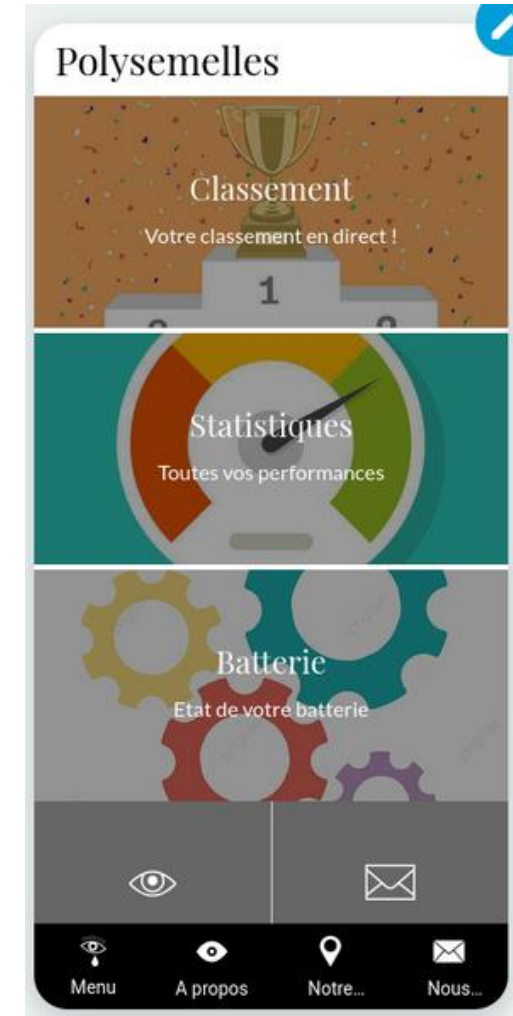 Polysemelles
Classement
Votre classement en direct !
1
Statistiques
Toutes vos performances
Batterie
Etat de votre batterie
Menu
A propos
Notre...
Nous...